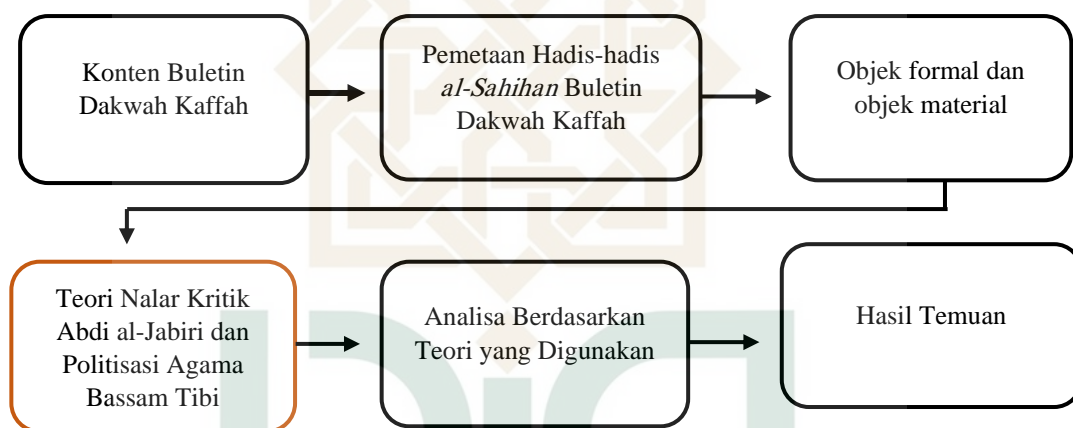 Konten Buletin
Dakwah Kaffah
Pemetaan Hadis-hadis
al-Sahihan Buletin
Dakwah Kaffah
Objek formal dan
objek material
Teori Nalar Kritik
Abdi al-Jabiri dan
Politisasi Agama
Bassam Tibi
Analisa Berdasarkan
Teori yang Digunakan
Hasil Temuan